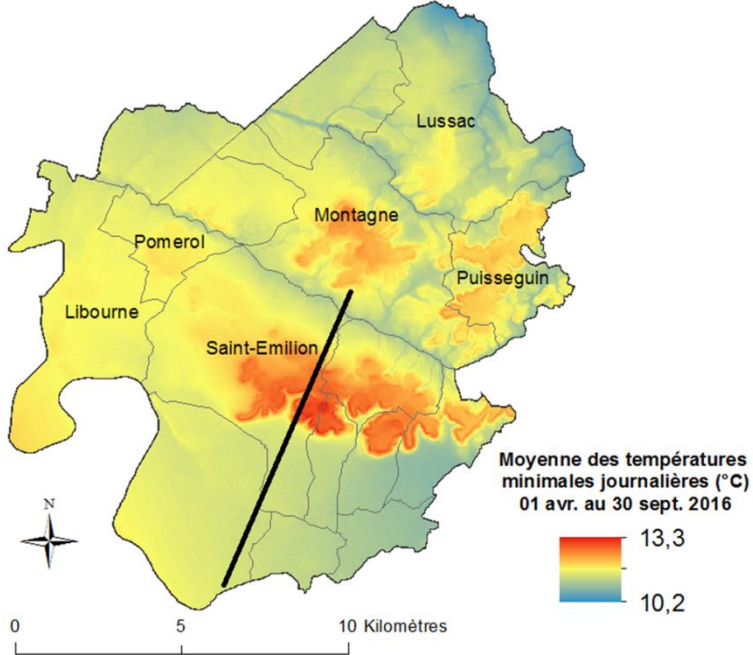 Lussac
Montagne
Pomerol
Puisseguin
Libourne
Saint-Emilion
Moyenne des températures
minimales journalières (°C)
01 avr. au 30 sept. 2016
N
13,3
10,2
0 5 10 Kilomètres